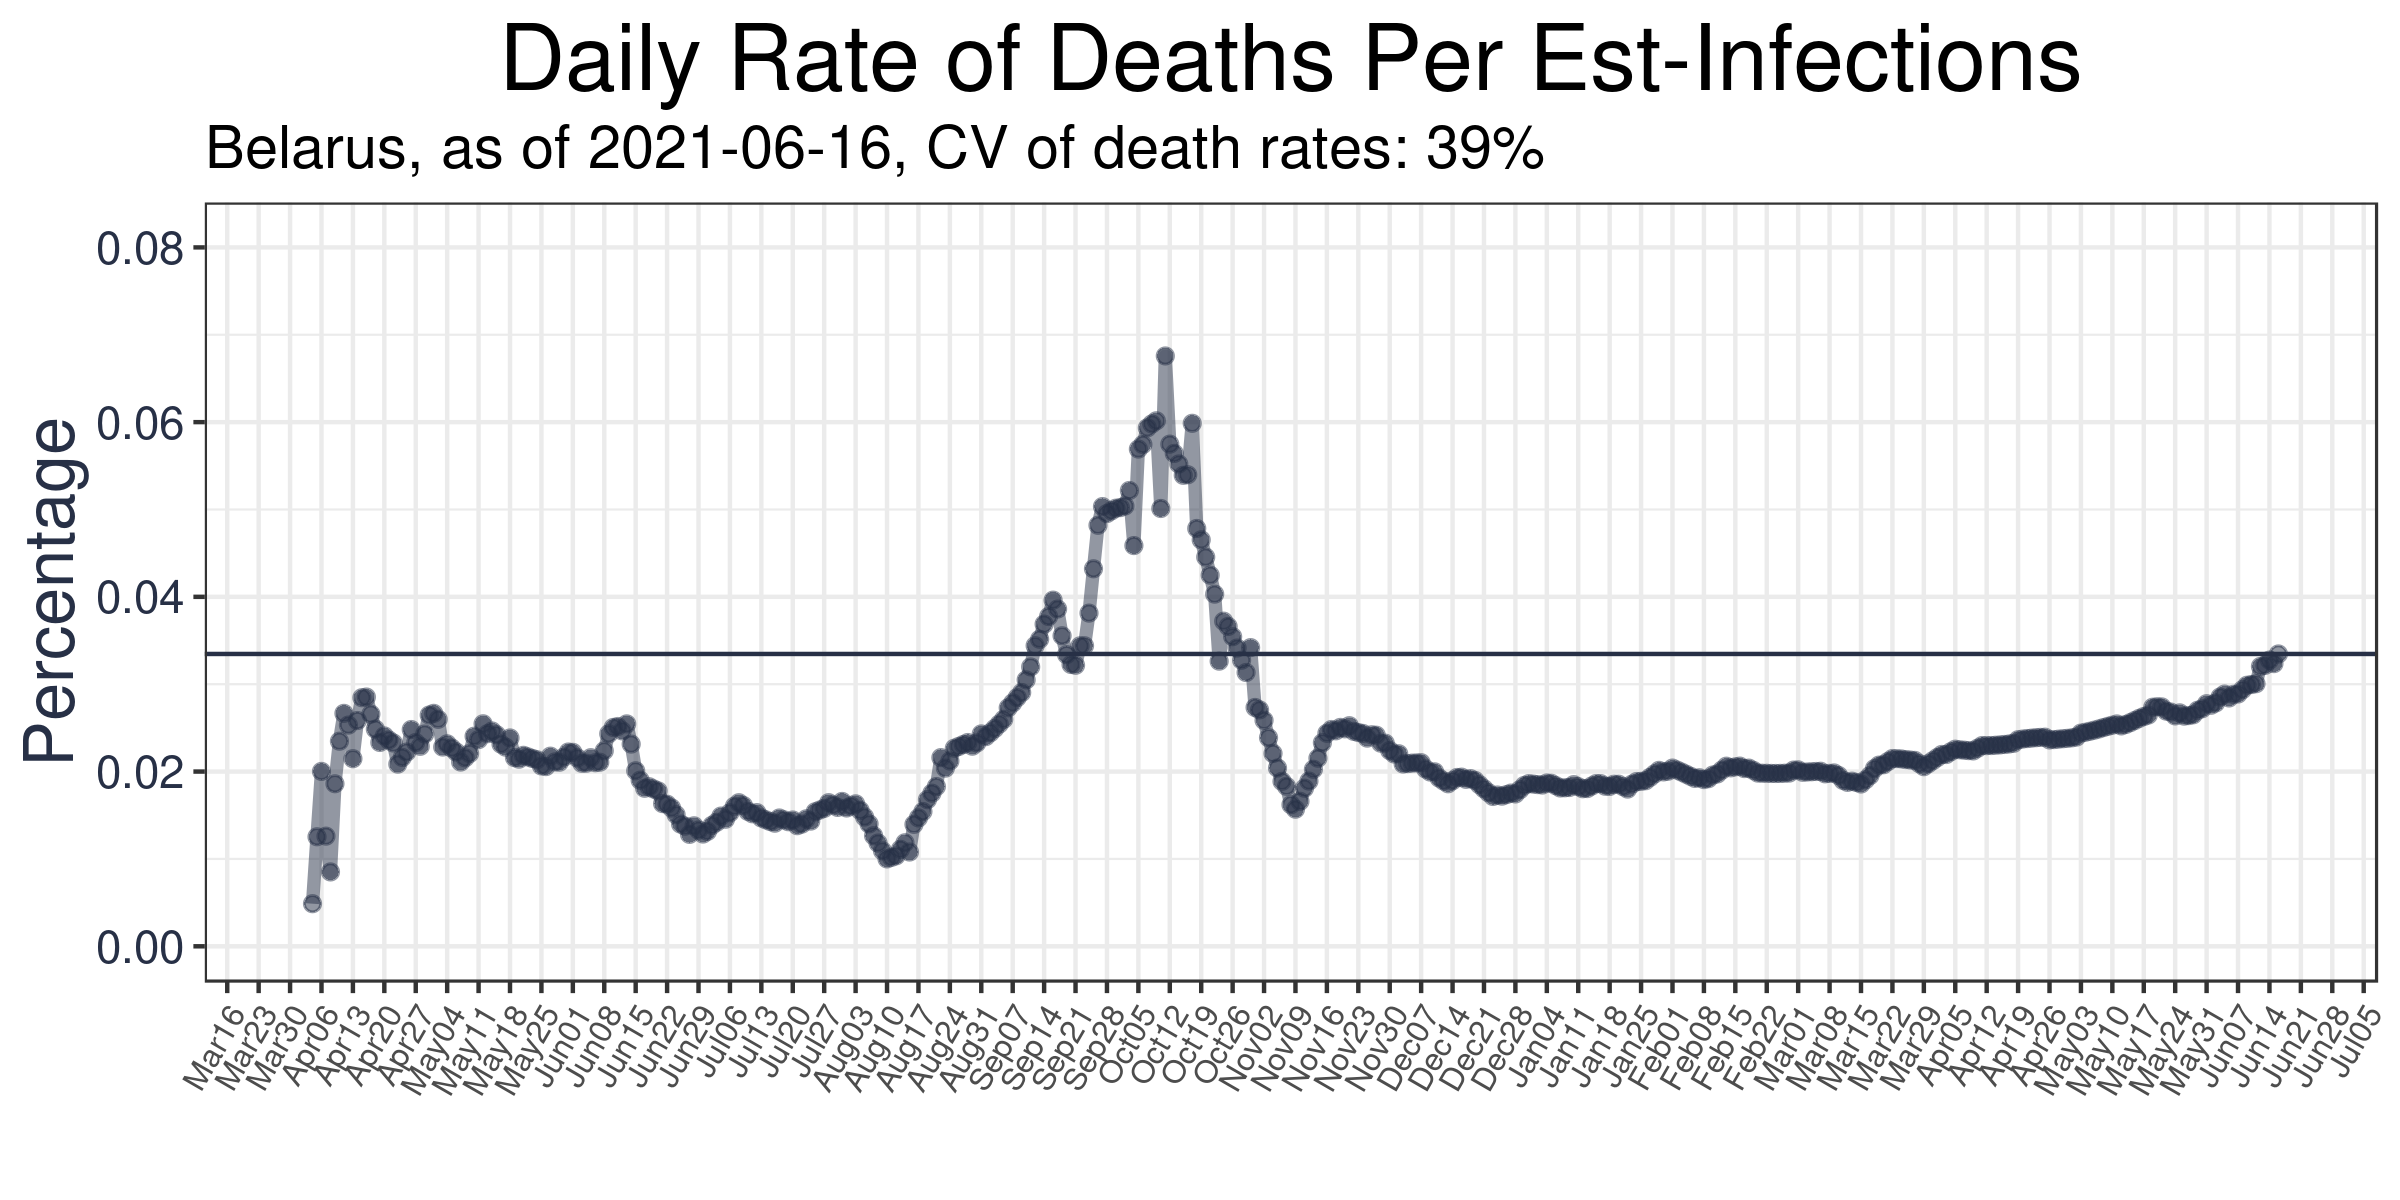 Daily Rate of Deaths Per Est-Infections
Belarus, as of 2021-06-16, CV of death rates: 39%
Percentage
0.08
0.06
0.04
0.02
0.00
Mar16
Mar23
Mar30
Apr06
Apr13
Apr20
Apr27
May04
May11
May18
May25
Jun01
Jun08
Jun15
Jun22
Jun29
Jul06
Jul13
Jul20
Jul27
Aug03
Aug10
Aug17
Aug24
Aug31
Sep07
Sep14
Sep21
Sep28
Oct05
Oct12
Oct19
Oct26
Nov02
Nov09
Nov16
Nov23
Nov30
Dec07
Dec14
Dec21
Dec28
Jan04
Jan11
Jan18
Jan25
Feb01
Feb08
Feb15
Feb22
Mar01
Mar08
Mar15
Mar22
Mar29
Apr05
Apr12
Apr19
Apr26
May03
May10
May17
May24
May31
Jun07
Jun14
Jun21
Jun28
Jul05